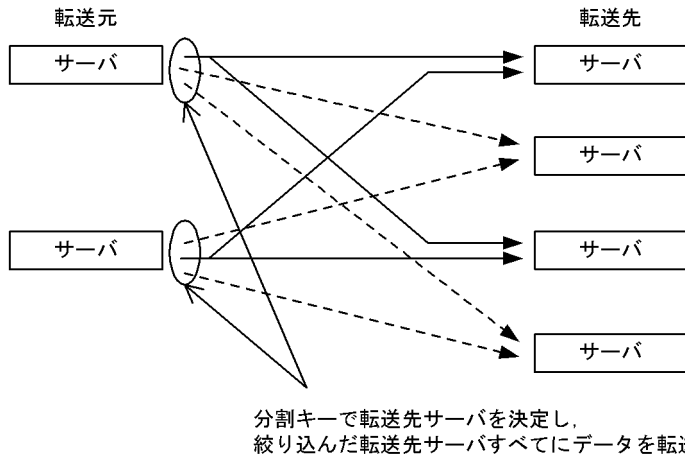 転送元 転送先
サーバ サーバ
サーバ
サーバ サーバ
サーバ
分割キーで転送先サーバを決定し,
絞り込んだ転送先サーバすべてにデータを転送